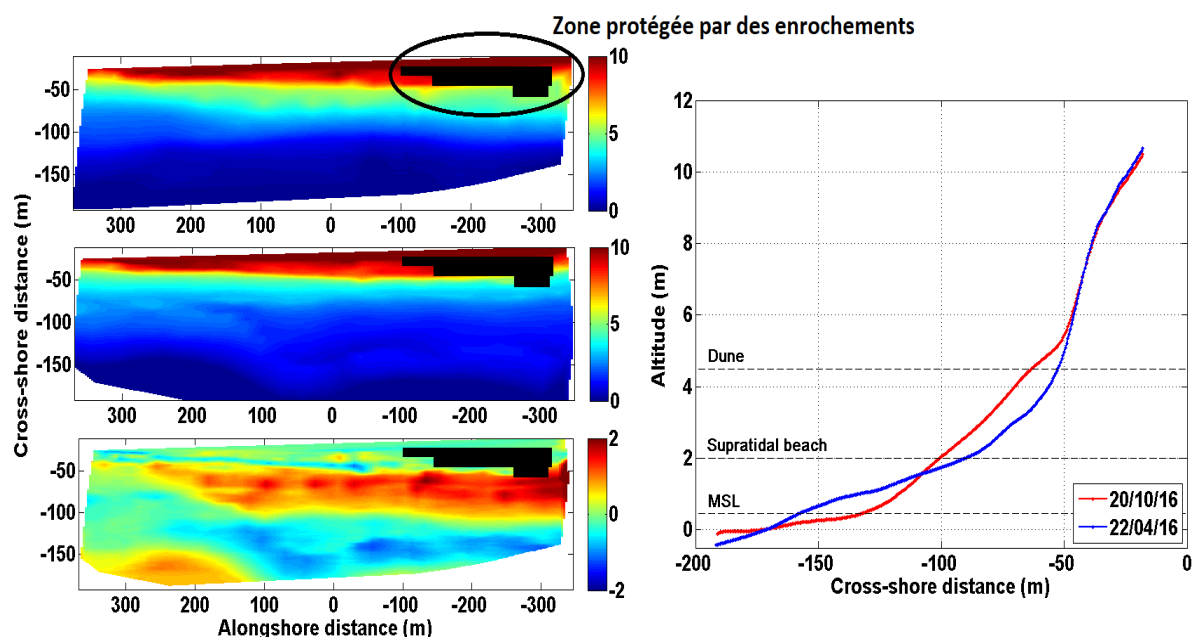 Zone protégée par des enrochements
Cross-shore distance (m)
-50
-100
-150
300 200 100 0 -100 -200 -300
10
5
0
-50
-100
-150
300 200 100 0 -100 -200 -300
10
5
0
-50
-100
-150
300 200 100 0 -100 -200 -300
2
1
0
-1
-2
Alongshore distance (m)
Altitude (m)
12
10
8
6
4
2
0
Dune
Supratidal beach
MSL
20/10/16
22/04/16
-200 -150 -100 -50 0
Cross-shore distance (m)